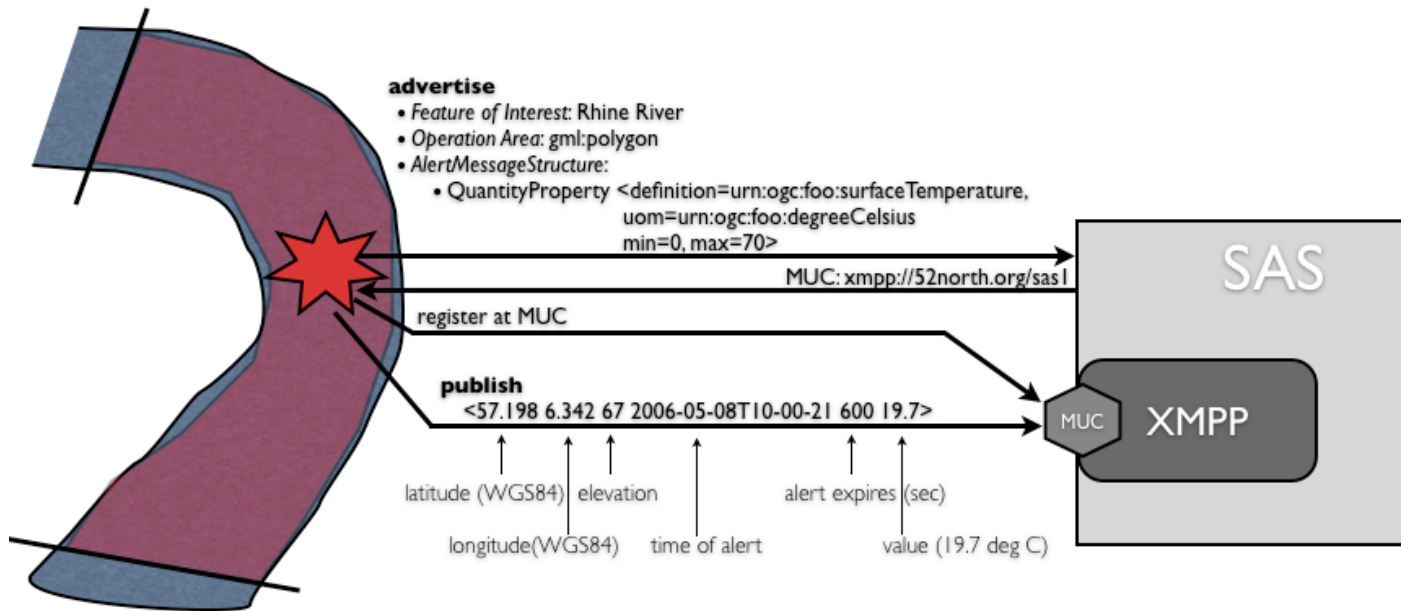 advertise
• Feature of Interest: Rhine River
• Operation Area: gml:polygon
• AlertMessageStructure:
• QuantityProperty <definition=urn:ogc:foo:surfaceTemperature,
uom=urn:ogc:foo:degreeCelsius
min=0, max=70>
SAS
MUC: xmpp://52north.org/sas1
register at MUC
publish
<57.198 6.342 67 2006-05-08T10-00-21 600 19.7>
MUC
XMPP
latitude (WGS84)
elevation
alert expires (sec)
longitude(WGS84)
time of alert
value (19.7 deg C)